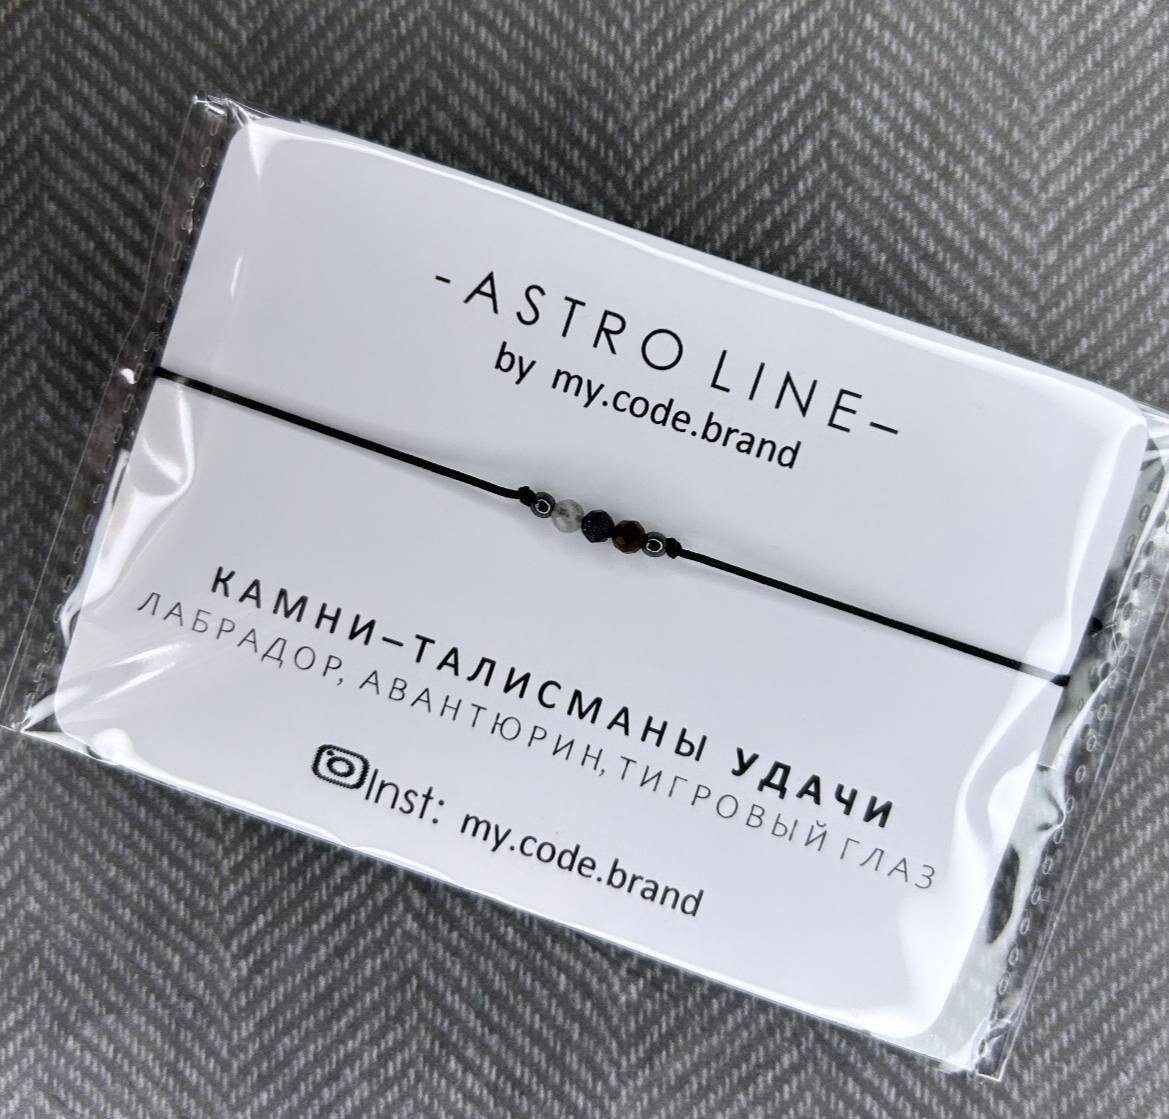 -ASTRO LINE-
by my.code.brand
КАМНИ-ТАЛИСМАНЫ УДАЧИ
ЛАБРАДОР, АВАНТЮРИН, ТИГРОВЫЙ ГЛАЗ
Inst: my.code.brand